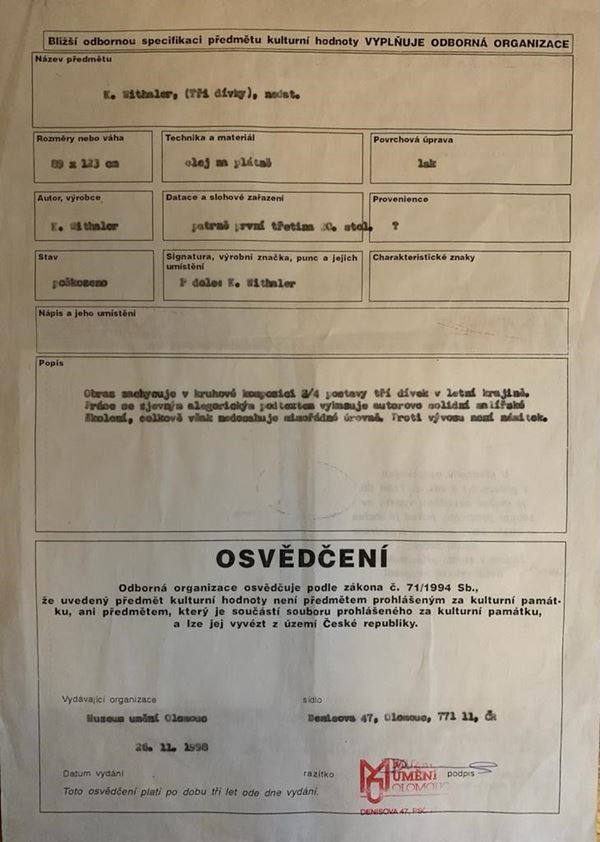 Bližší odbornou specifikaci předmětu kulturní hodnoty VYPLŇUJE ODBORNÁ ORGANIZACE
Název předmětu
K. Withaler, (Tři dívky), nedat.
Rozměry nebo váha
Technika a materiál
Povrchová úprava
89 x 123 cm
olej na plátně
lak
Autor, výrobce
Datace a slohové zařazení
Provenience
K. Withaler
patrně první třetina 20. stol.
?
Stav
Signatura, výrobní značka, punc a jejich umístění
Charakteristické znaky
poškozeno
P dole: K. Withaler
Nápis a jeho umístění
Popis
Obraz zachycuje v kruhové kompozici 3/4 postavy tří dívek v letní krajině.
Práce se zjevným alegorickým podtextem vykazuje autorovo solidní malířské
školení, celkově však nedosahuje mimořádné úrovně. Proti vývozu není námitek.
OSVĚDČENÍ
Odborná organizace osvědčuje podle zákona č. 71/1994 Sb.,
že uvedený předmět kulturní hodnoty není předmětem prohlášeným za kulturní památ-
ku, ani předmětem, který je součástí souboru prohlášeného za kulturní památku,
a lze jej vyvézt z území České republiky.
Vydávající organizace
sídlo
Muzeum umění Olomouc
Denisova 47, Olomouc, 771 11, ČR
26. 11. 1998
Datum vydání
razítko
podpis
UMĚNÍ
OLOMOUC
Toto osvědčení platí po dobu tří let ode dne vydání.
DENISOVA 47, PSČ